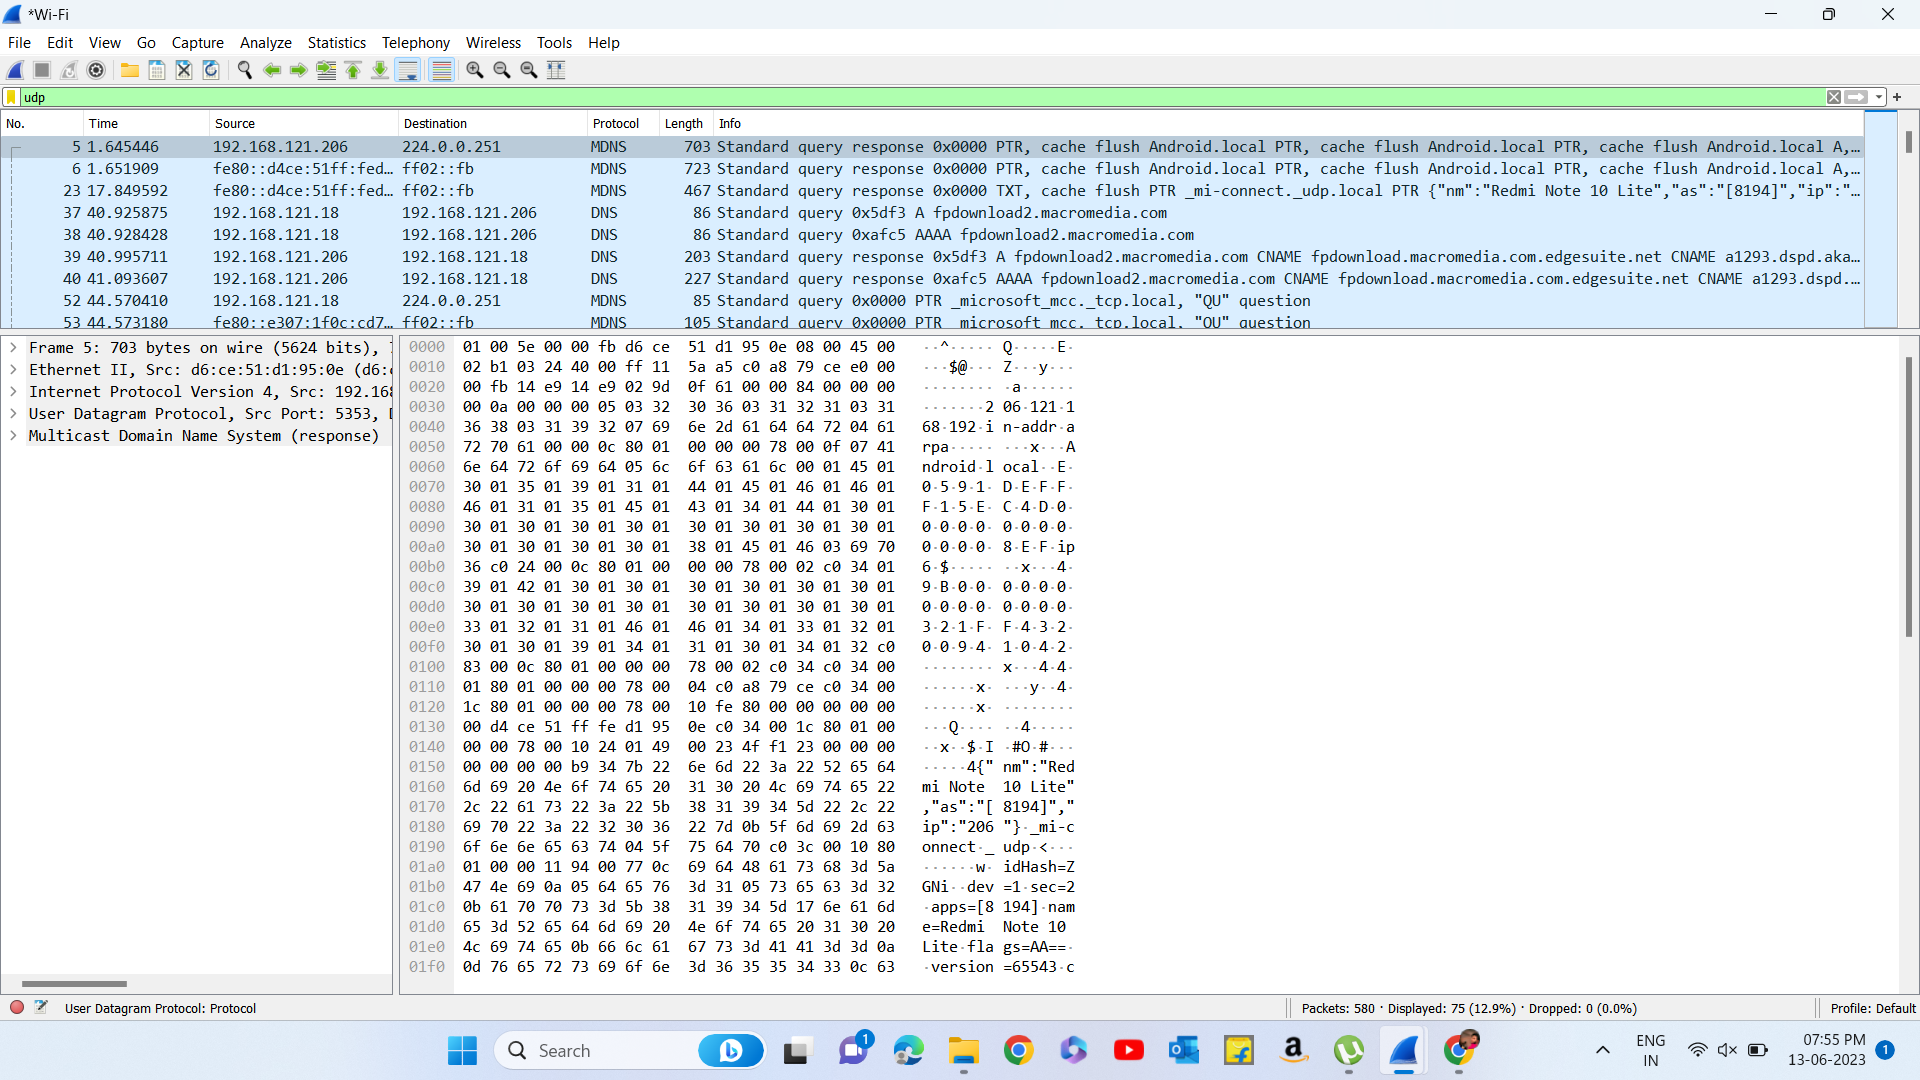 *Wi-Fi
File Edit View Go Capture Analyze Statistics Telephony Wireless Tools Help
udp
No. Time Source Destination Protocol Length Info
5 1.645446 192.168.121.206 224.0.0.251 MDNS 703 Standard query response 0x0000 PTR, cache flush Android.local PTR, cache flush Android.local PTR, cache flush Android.local A,…
6 1.651909 fe80::d4ce:51ff:fed… ff02::fb MDNS 723 Standard query response 0x0000 PTR, cache flush Android.local PTR, cache flush Android.local PTR, cache flush Android.local A,…
23 17.849592 fe80::d4ce:51ff:fed… ff02::fb MDNS 467 Standard query response 0x0000 TXT, cache flush PTR _mi-connect._udp.local PTR {"nm":"Redmi Note 10 Lite","as":"[8194]","ip":"…
37 40.925875 192.168.121.18 192.168.121.206 DNS 86 Standard query 0x5df3 A fpdownload2.macromedia.com
38 40.928428 192.168.121.18 192.168.121.206 DNS 86 Standard query 0xafc5 AAAA fpdownload2.macromedia.com
39 40.995711 192.168.121.206 192.168.121.18 DNS 203 Standard query response 0x5df3 A fpdownload2.macromedia.com CNAME fpdownload.macromedia.com.edgesuite.net CNAME a1293.dspd.aka…
40 41.093607 192.168.121.206 192.168.121.18 DNS 227 Standard query response 0xafc5 AAAA fpdownload2.macromedia.com CNAME fpdownload.macromedia.com.edgesuite.net CNAME a1293.dspd.…
52 44.570410 192.168.121.18 224.0.0.251 MDNS 85 Standard query 0x0000 PTR _microsoft_mcc._tcp.local, "QU" question
53 44.573180 fe80::e307:1f0c:cd7… ff02::fb MDNS 105 Standard query 0x0000 PTR _microsoft_mcc._tcp.local, "QU" question
Frame 5: 703 bytes on wire (5624 bits),
Ethernet II, Src: d6:ce:51:d1:95:0e (d6:c
Internet Protocol Version 4, Src: 192.168
User Datagram Protocol, Src Port: 5353,
Multicast Domain Name System (response)
0000 01 00 5e 00 00 fb d6 ce 51 d1 95 0e 08 00 45 00 ··^····· Q·····E·
0010 02 b1 03 24 40 00 ff 11 5a a5 c0 a8 79 ce e0 00 ···$@··· Z···y···
0020 00 fb 14 e9 14 e9 02 9d 0f 61 00 00 84 00 00 00 ········ ·a······
0030 00 0a 00 00 00 05 03 32 30 36 03 31 32 31 03 31 ·······2 06·121·1
0040 36 38 03 31 39 32 07 69 6e 2d 61 64 64 72 04 61 68·192·i n-addr·a
0050 72 70 61 00 00 0c 80 01 00 00 00 78 00 0f 07 41 rpa····· ···x···A
0060 6e 64 72 6f 69 64 05 6c 6f 63 61 6c 00 01 45 01 ndroid·l ocal··E·
0070 30 01 35 01 39 01 31 01 44 01 45 01 46 01 46 01 0·5·9·1· D·E·F·F·
0080 46 01 31 01 35 01 45 01 43 01 34 01 44 01 30 01 F·1·5·E· C·4·D·0·
0090 30 01 30 01 30 01 30 01 30 01 30 01 30 01 30 01 0·0·0·0· 0·0·0·0·
00a0 30 01 30 01 30 01 30 01 38 01 45 01 46 03 69 70 0·0·0·0· 8·E·F·ip
00b0 36 c0 24 00 0c 80 01 00 00 00 78 00 02 c0 34 01 6·$····· ··x···4·
00c0 39 01 42 01 30 01 30 01 30 01 30 01 30 01 30 01 9·B·0·0· 0·0·0·0·
00d0 30 01 30 01 30 01 30 01 30 01 30 01 30 01 30 01 0·0·0·0· 0·0·0·0·
00e0 33 01 32 01 31 01 46 01 46 01 34 01 33 01 32 01 3·2·1·F· F·4·3·2·
00f0 30 01 30 01 39 01 34 01 31 01 30 01 34 01 32 c0 0·0·9·4· 1·0·4·2·
0100 83 00 0c 80 01 00 00 00 78 00 02 c0 34 c0 34 00 ········ x···4·4·
0110 01 80 01 00 00 00 78 00 04 c0 a8 79 ce c0 34 00 ······x· ···y··4·
0120 1c 80 01 00 00 00 78 00 10 fe 80 00 00 00 00 00 ······x· ········
0130 00 d4 ce 51 ff fe d1 95 0e c0 34 00 1c 80 01 00 ···Q···· ··4·····
0140 00 00 78 00 10 24 01 49 00 23 4f f1 23 00 00 00 ··x··$·I ·#O·#···
0150 00 00 00 00 b9 34 7b 22 6e 6d 22 3a 22 52 65 64 ·····4{" nm":"Red
0160 6d 69 20 4e 6f 74 65 20 31 30 20 4c 69 74 65 22 mi Note 10 Lite"
0170 2c 22 61 73 22 3a 22 5b 38 31 39 34 5d 22 2c 22 ,"as":"[ 8194]","
0180 69 70 22 3a 22 32 30 36 22 7d 0b 5f 6d 69 2d 63 ip":"206 "}·_mi-c
0190 6f 6e 6e 65 63 74 04 5f 75 64 70 c0 3c 00 10 80 onnect·_ udp·<···
01a0 01 00 00 11 94 00 77 0c 69 64 48 61 73 68 3d 5a ······w· idHash=Z
01b0 47 4e 69 0a 05 64 65 76 3d 31 05 73 65 63 3d 32 GNi··dev =1·sec=2
01c0 0b 61 70 70 73 3d 5b 38 31 39 34 5d 17 6e 61 6d ·apps=[8 194]·nam
01d0 65 3d 52 65 64 6d 69 20 4e 6f 74 65 20 31 30 20 e=Redmi Note 10
01e0 4c 69 74 65 0b 66 6c 61 67 73 3d 41 41 3d 3d 0a Lite·fla gs=AA==·
01f0 0d 76 65 72 73 69 6f 6e 3d 36 35 35 34 33 0c 63 ·version =65543·c
User Datagram Protocol: Protocol
Packets: 580 · Displayed: 75 (12.9%) · Dropped: 0 (0.0%)
Profile: Default
Search
1
ENG
IN
07:55 PM
13-06-2023
1